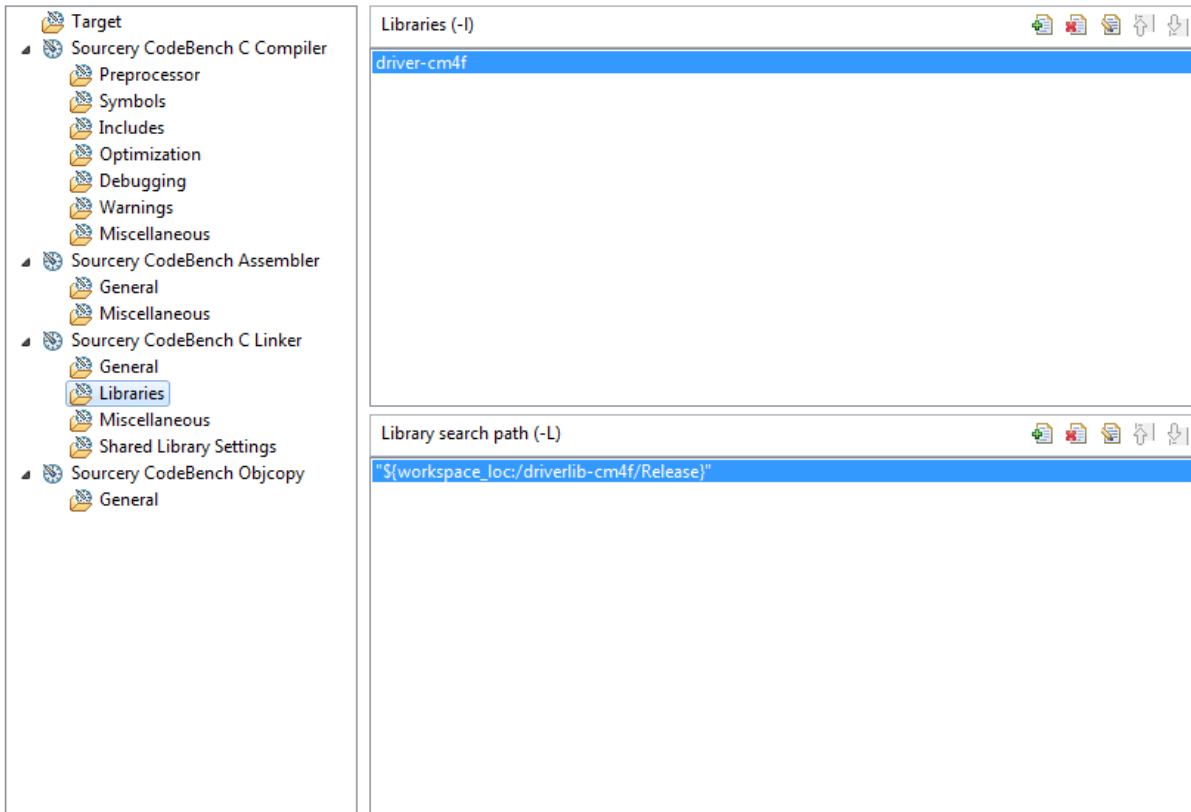 Target
Sourcery CodeBench C Compiler
Preprocessor
Symbols
Includes
Optimization
Debugging
Warnings
Miscellaneous
Sourcery CodeBench Assembler
General
Miscellaneous
Sourcery CodeBench C Linker
General
Libraries
Miscellaneous
Shared Library Settings
Sourcery CodeBench Objcopy
General
Libraries (-l)
driver-cm4f
Library search path (-L)
"${workspace_loc:/driverlib-cm4f/Release}"